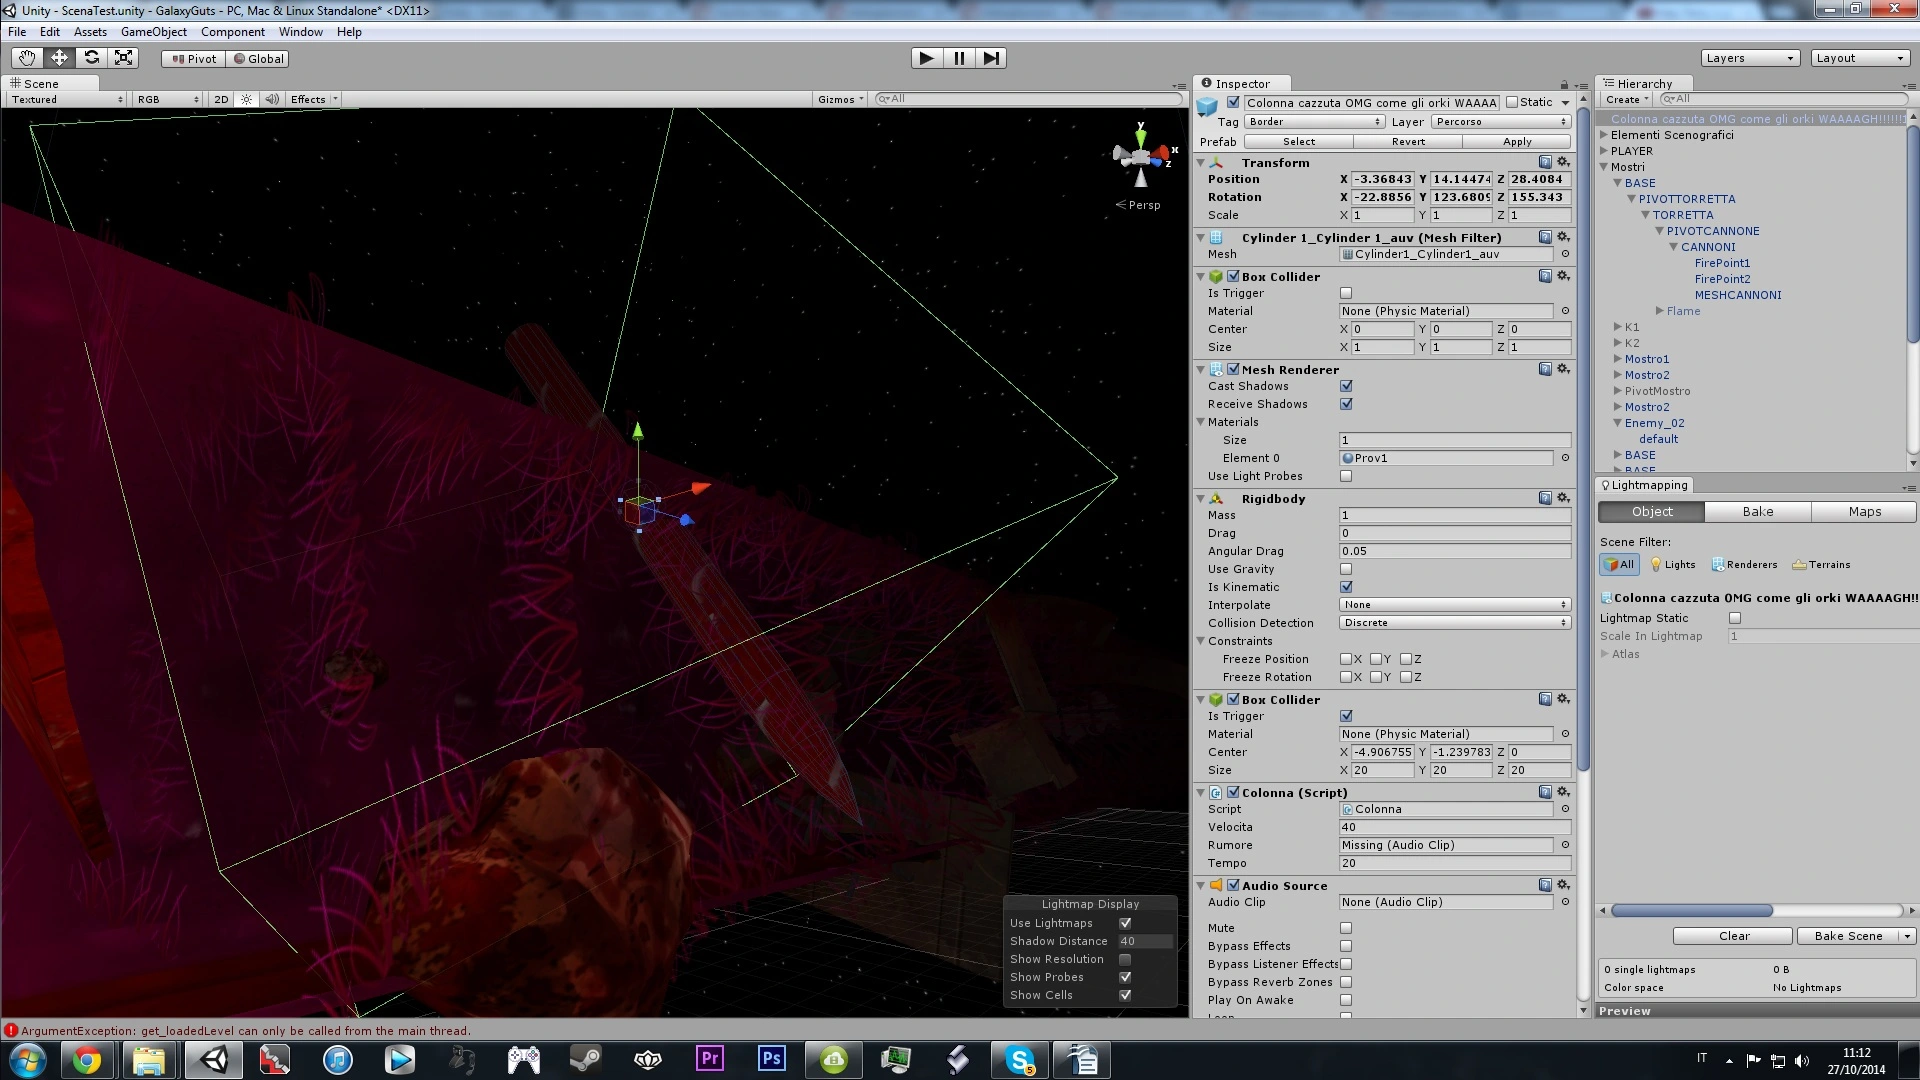 Unity - ScenaTest.unity - GalaxyGuts - PC, Mac & Linux Standalone* <DX11>
File Edit Assets GameObject Component Window Help
Pivot Global
Layers Layout
Scene
Textured RGB 2D Effects Gizmos All
y
x
z
Persp
Lightmap Display
Use Lightmaps
Shadow Distance 40
Show Resolution
Show Probes
Show Cells
Inspector
Colonna cazzuta OMG come gli orki WAAAA Static
Tag Border Layer Percorso
Prefab Select Revert Apply
Transform
Position X -3.36843 Y 14.14474 Z 28.4084
Rotation X -22.8856 Y 123.6809 Z 155.343
Scale X 1 Y 1 Z 1
Cylinder 1_Cylinder 1_auv (Mesh Filter)
Mesh Cylinder1_Cylinder1_auv
Box Collider
Is Trigger
Material None (Physic Material)
Center X 0 Y 0 Z 0
Size X 1 Y 1 Z 1
Mesh Renderer
Cast Shadows
Receive Shadows
Materials
Size 1
Element 0 Prov1
Use Light Probes
Rigidbody
Mass 1
Drag 0
Angular Drag 0.05
Use Gravity
Is Kinematic
Interpolate None
Collision Detection Discrete
Constraints
Freeze Position X Y Z
Freeze Rotation X Y Z
Box Collider
Is Trigger
Material None (Physic Material)
Center X -4.906755 Y -1.239783 Z 0
Size X 20 Y 20 Z 20
Colonna (Script)
Script Colonna
Velocita 40
Rumore Missing (Audio Clip)
Tempo 20
Audio Source
Audio Clip None (Audio Clip)
Mute
Bypass Effects
Bypass Listener Effects
Bypass Reverb Zones
Play On Awake
Hierarchy
Create All
Colonna cazzuta OMG come gli orki WAAAAGH!!!!!!
Elementi Scenografici
PLAYER
Mostri
BASE
PIVOTTORRETTA
TORRETTA
PIVOTCANNONE
CANNONI
FirePoint1
FirePoint2
MESHCANNONI
Flame
K1
K2
Mostro1
Mostro2
PivotMostro
Mostro2
Enemy_02
default
BASE
BASE
Lightmapping
Object Bake Maps
Scene Filter:
All Lights Renderers Terrains
Colonna cazzuta OMG come gli orki WAAAAGH!!
Lightmap Static
Scale In Lightmap 1
Atlas
Clear Bake Scene
0 single lightmaps 0 B
Color space No Lightmaps
Preview
ArgumentException: get_loadedLevel can only be called from the main thread.
Pr Ps S 5
IT 11:12
27/10/2014